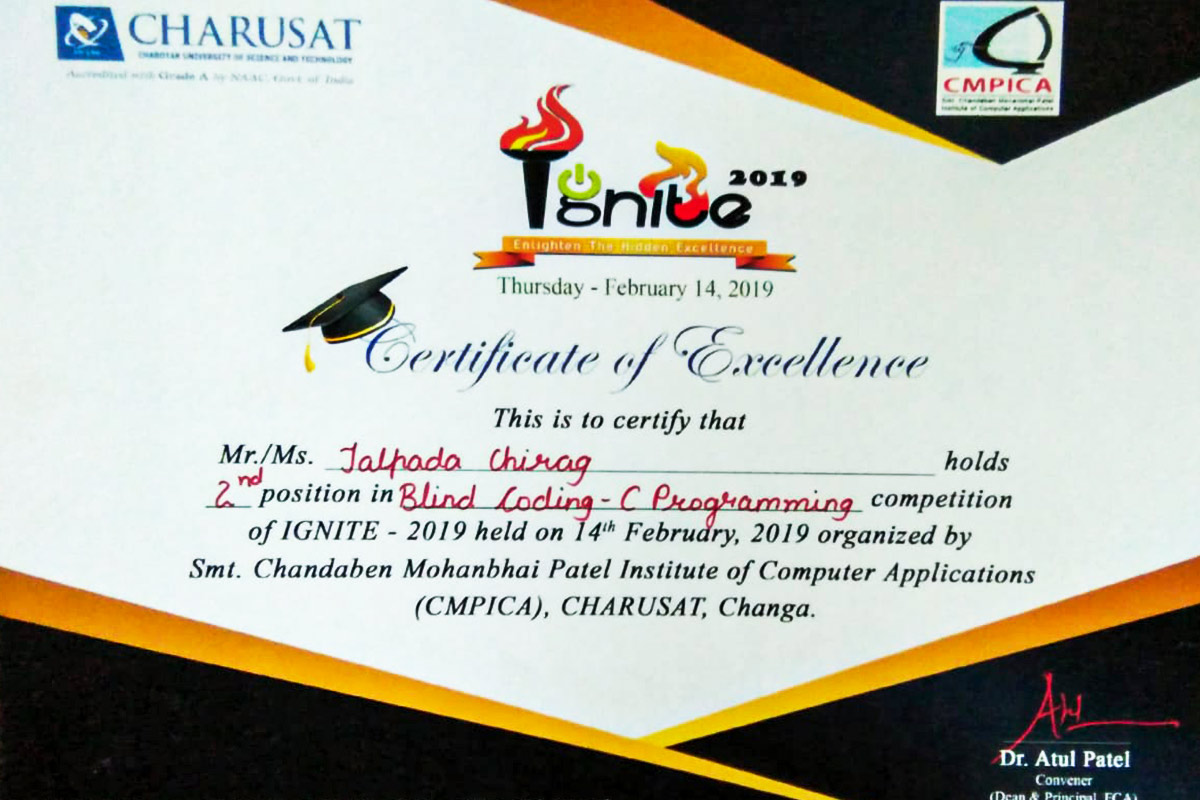 CHARUSAT
CHAROTAR UNIVERSITY OF SCIENCE AND TECHNOLOGY
Accredited with Grade A by NAAC, Govt of India
CMPICA
Smt. Chandaben Mohanbhai Patel
Institute of Computer Applications
Ignite 2019
Enlighten The Hidden Excellence
Thursday - February 14, 2019
Certificate of Excellence
This is to certify that
Mr./Ms. Talpada Chirag holds
2nd position in Blind Coding - C Programming competition
of IGNITE - 2019 held on 14th February, 2019 organized by
Smt. Chandaben Mohanbhai Patel Institute of Computer Applications
(CMPICA), CHARUSAT, Changa.
Dr. Atul Patel
Convener
(Dean & Principal, FCA)